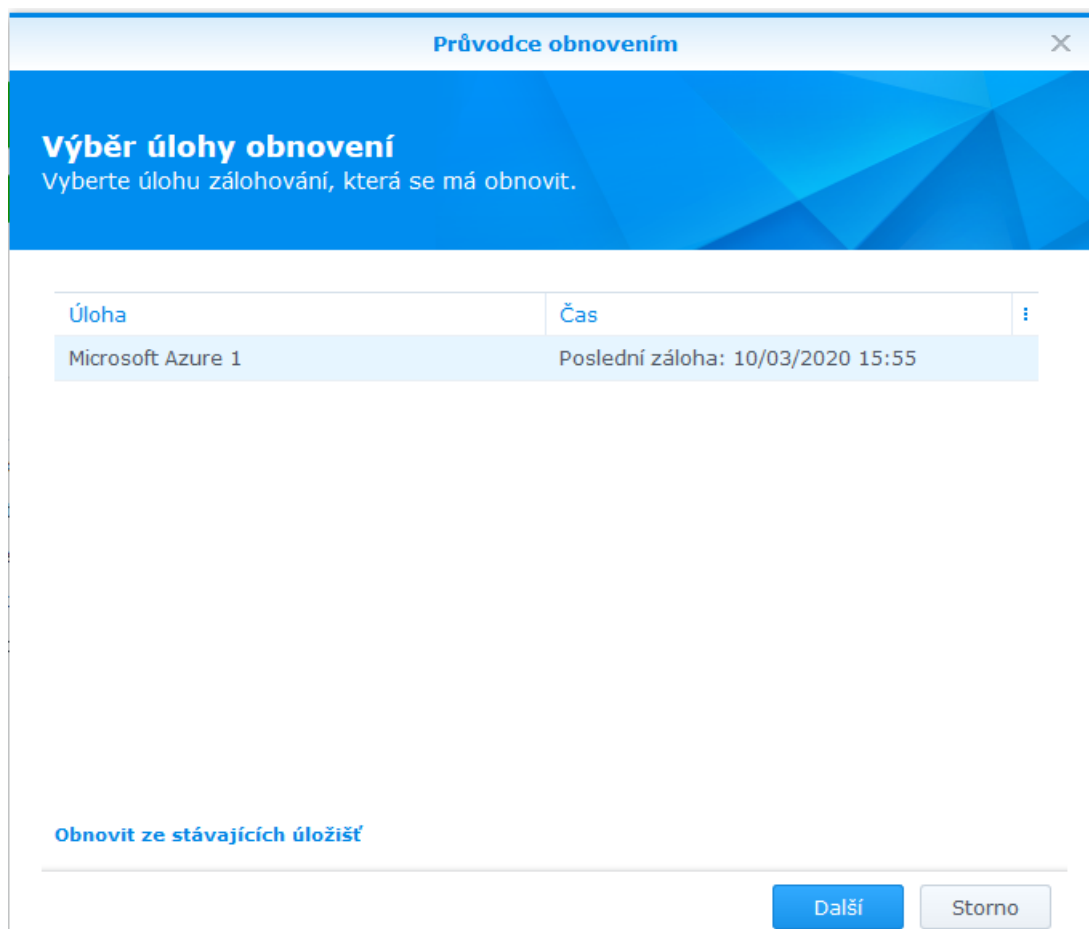 Průvodce obnovením
Výběr úlohy obnovení
Vyberte úlohu zálohování, která se má obnovit.
Úloha Čas
Microsoft Azure 1 Poslední záloha: 10/03/2020 15:55
Obnovit ze stávajících úložišť
Další Storno